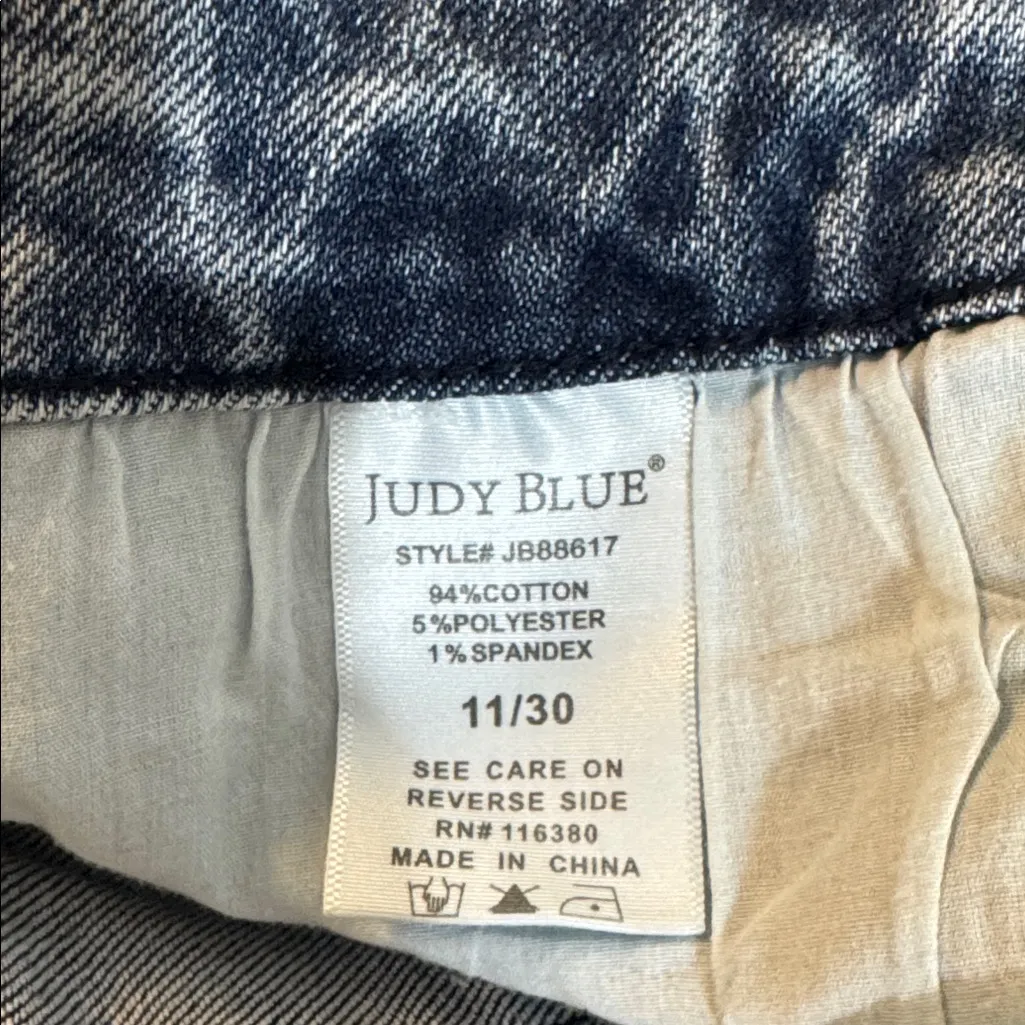 JUDY BLUE®
STYLE# JB88617
94%COTTON
5%POLYESTER
1%SPANDEX
11/30
SEE CARE ON
REVERSE SIDE
RN# 116380
MADE IN CHINA